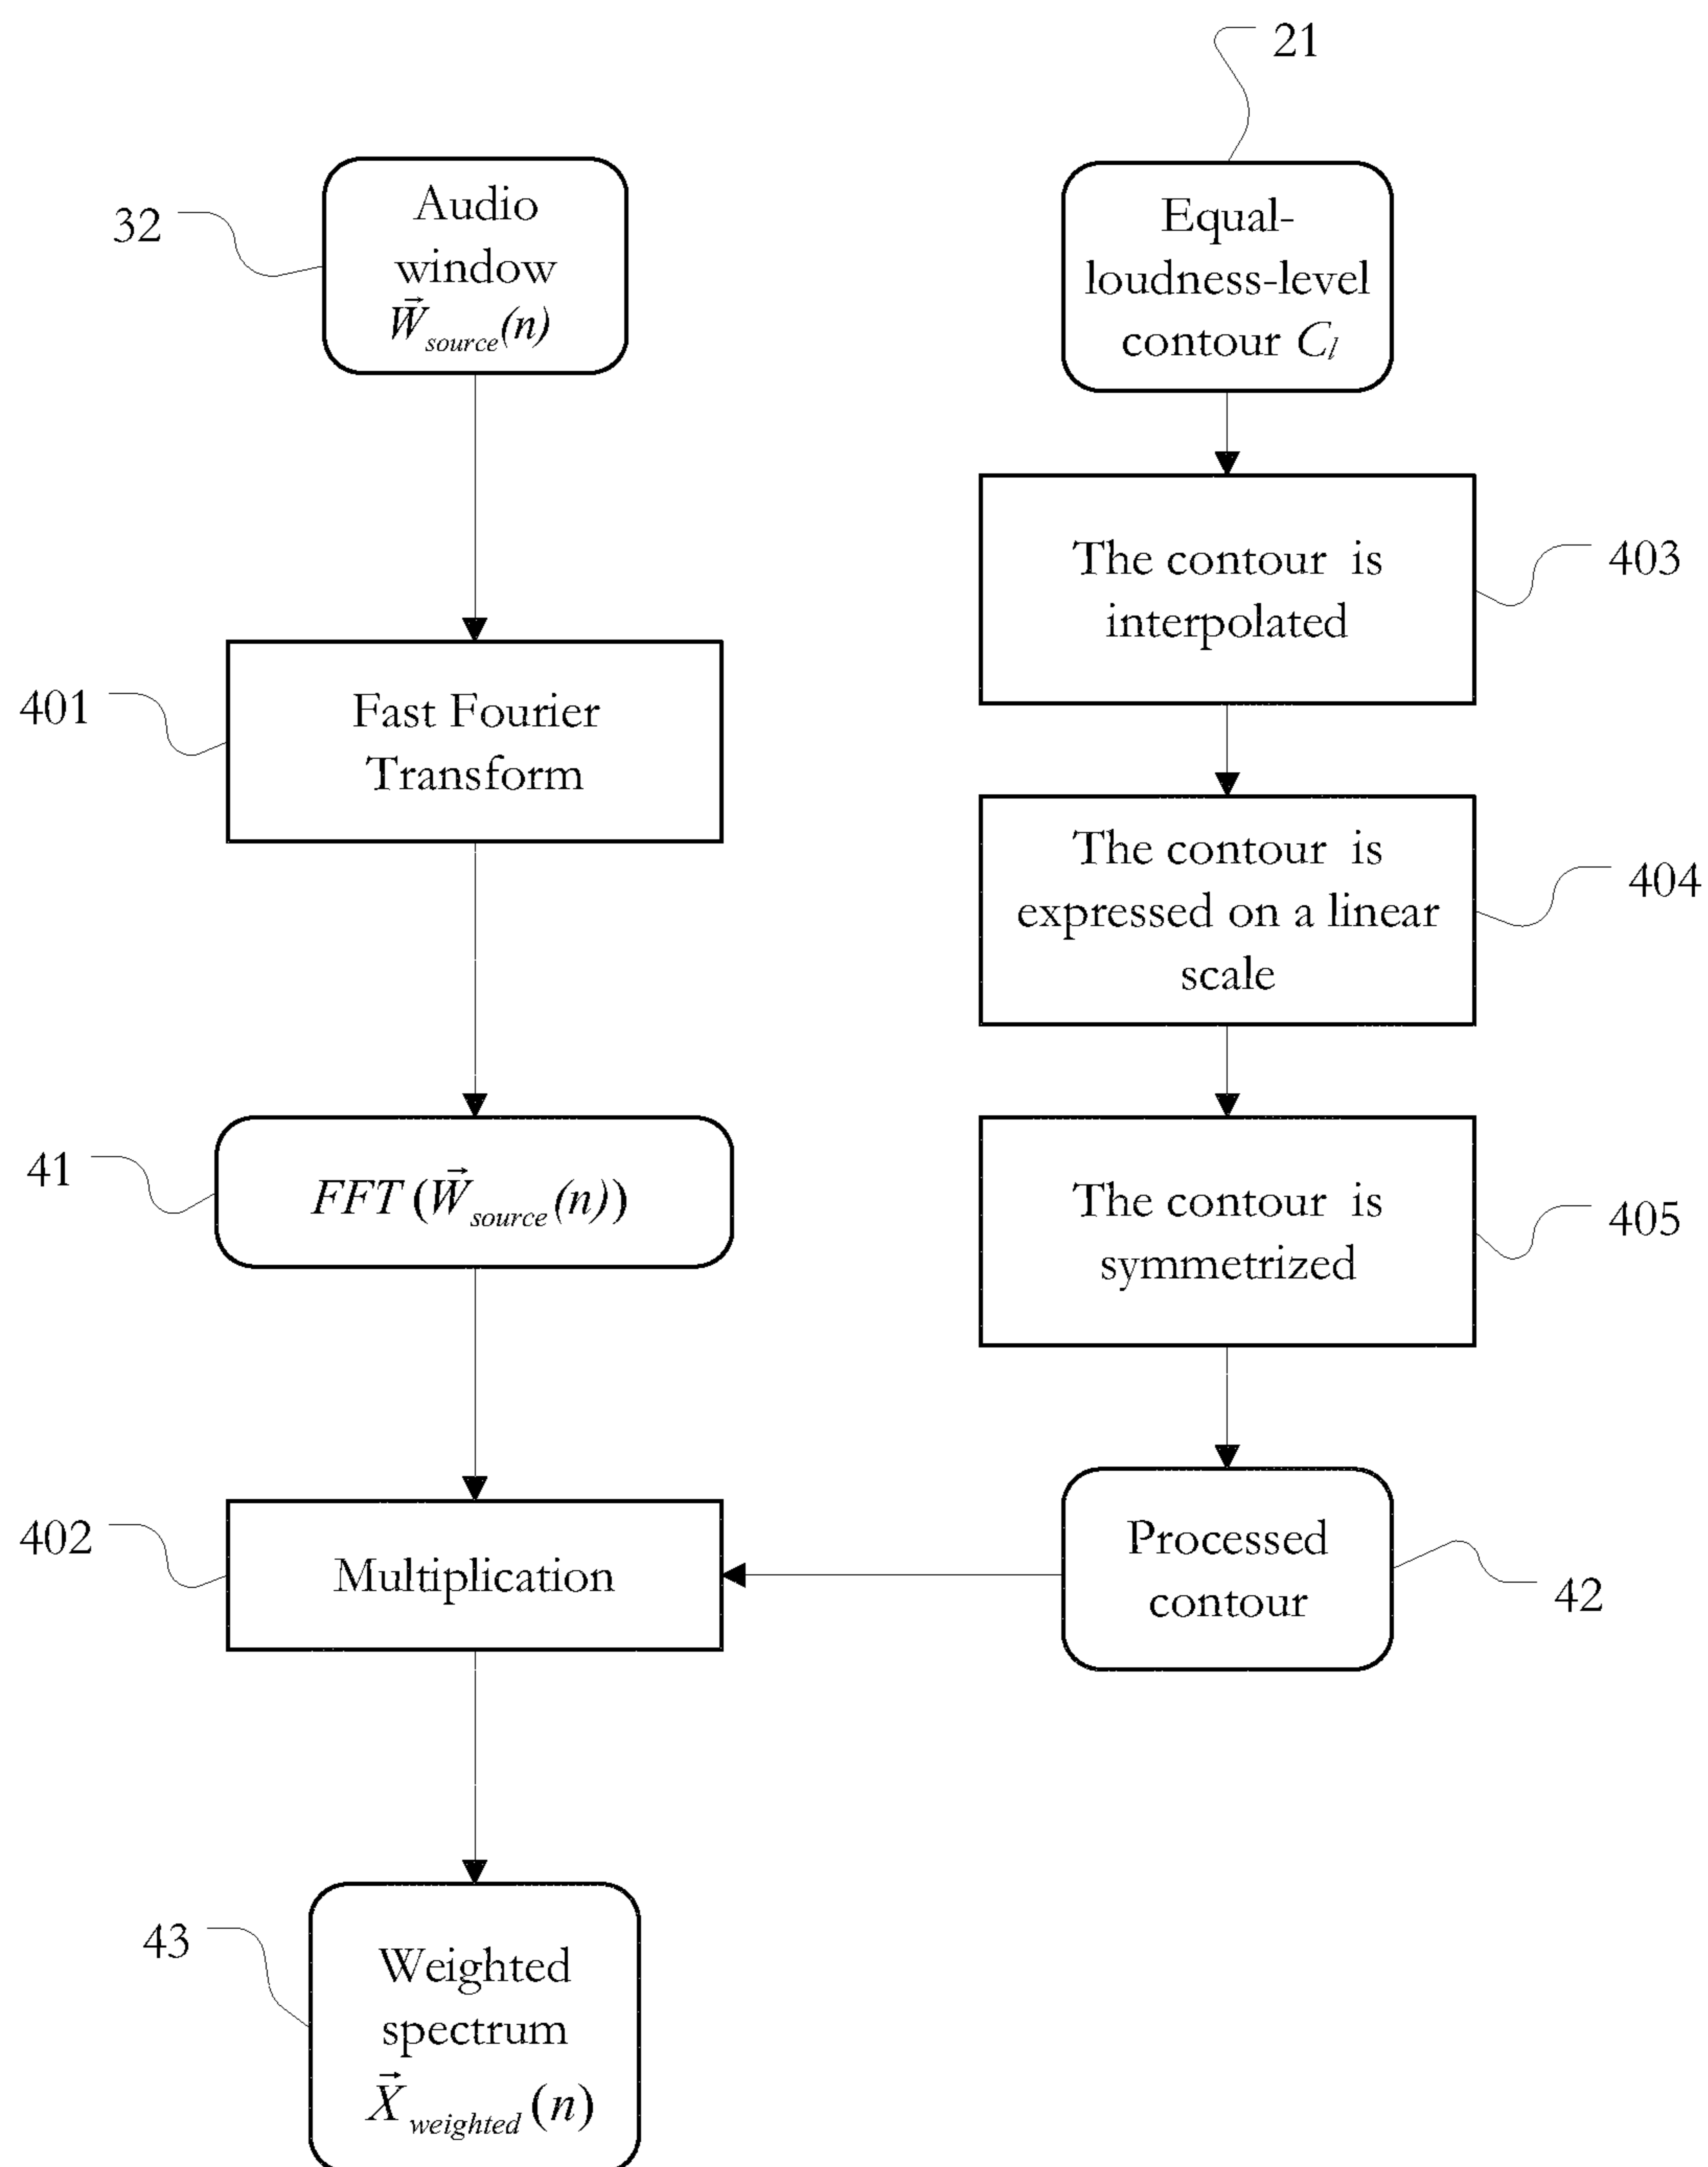 21
32
Audio
window
W⃗source(n)
Equal-
loudness-level
contour Cl
403
The contour is
interpolated
401
Fast Fourier
Transform
404
The contour is
expressed on a linear
scale
41
FFT (W⃗source(n))
405
The contour is
symmetrized
402
Multiplication
Processed
contour
42
43
Weighted
spectrum
X⃗weighted(n)